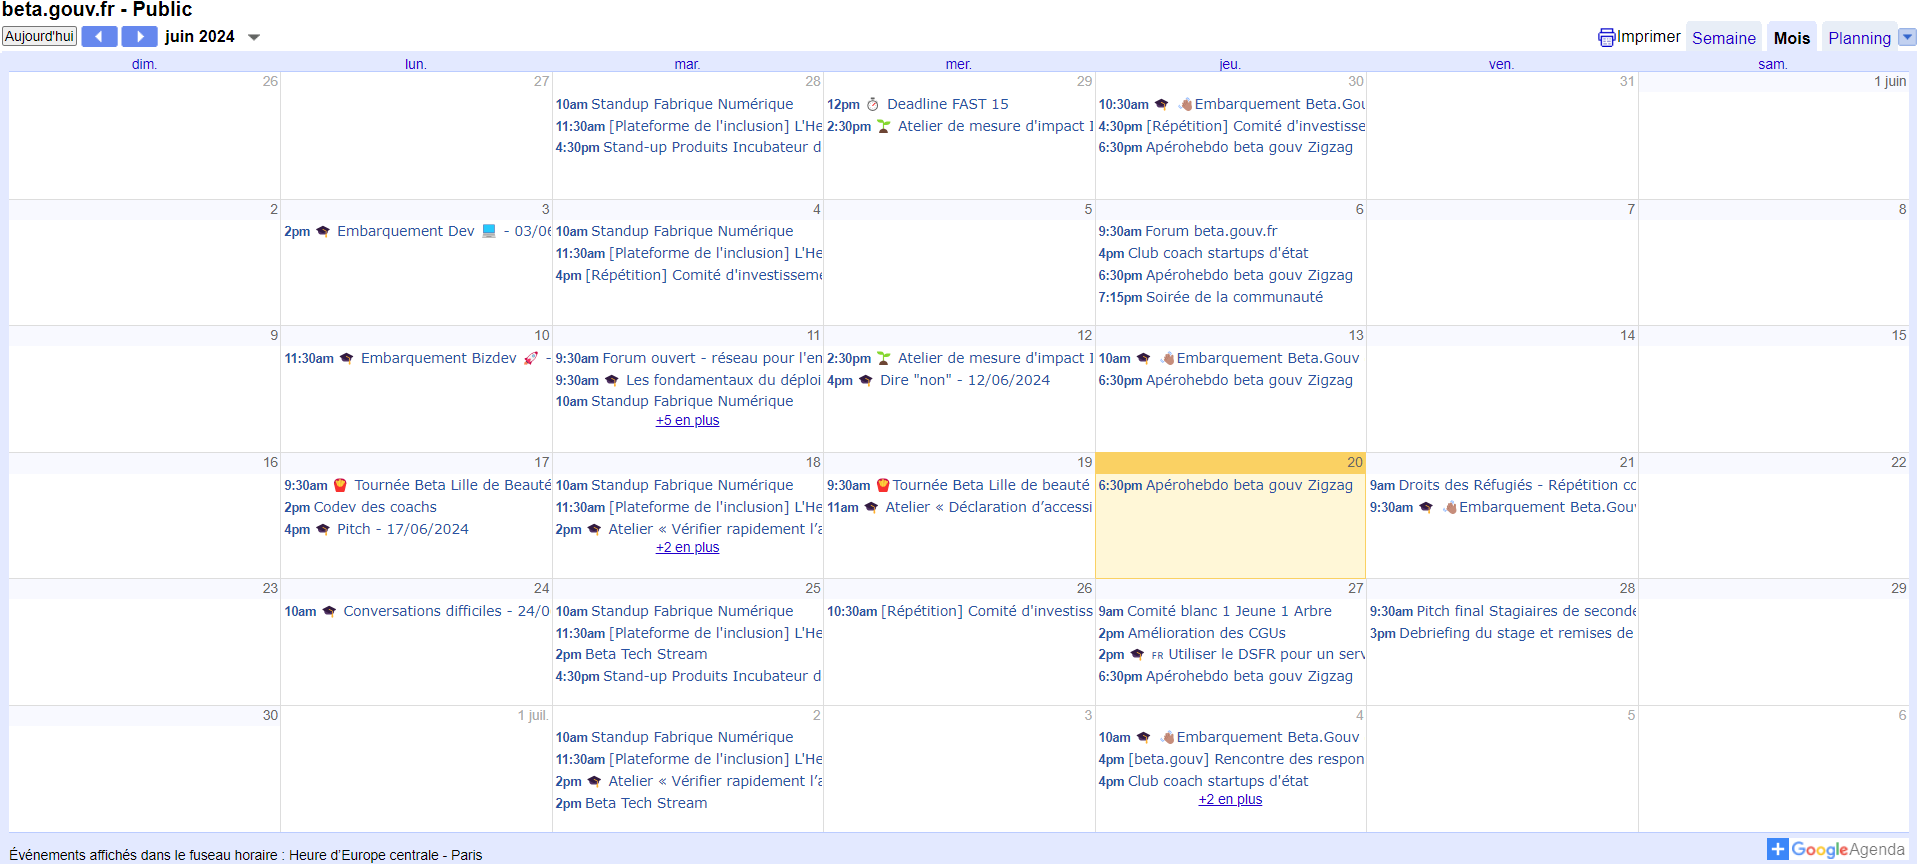 beta.gouv.fr - Public
Aujourd'hui juin 2024 Imprimer Semaine Mois Planning
dim. lun. mar. mer. jeu. ven. sam.
26 27 28 29 30 31 1 juin
10am Standup Fabrique Numérique
11:30am [Plateforme de l'inclusion] L'He
4:30pm Stand-up Produits Incubateur d
12pm Deadline FAST 15
2:30pm Atelier de mesure d'impact I
10:30am Embarquement Beta.Gou
4:30pm [Répétition] Comité d'investisse
6:30pm Apérohebdo beta gouv Zigzag
2 3 4 5 6 7 8
2pm Embarquement Dev - 03/06
10am Standup Fabrique Numérique
11:30am [Plateforme de l'inclusion] L'He
4pm [Répétition] Comité d'investisseme
9:30am Forum beta.gouv.fr
4pm Club coach startups d'état
6:30pm Apérohebdo beta gouv Zigzag
7:15pm Soirée de la communauté
9 10 11 12 13 14 15
11:30am Embarquement Bizdev -
9:30am Forum ouvert - réseau pour l'en
9:30am Les fondamentaux du déploi
10am Standup Fabrique Numérique
+5 en plus
2:30pm Atelier de mesure d'impact I
4pm Dire "non" - 12/06/2024
10am Embarquement Beta.Gouv
6:30pm Apérohebdo beta gouv Zigzag
16 17 18 19 20 21 22
9:30am Tournée Beta Lille de Beauté
2pm Codev des coachs
4pm Pitch - 17/06/2024
10am Standup Fabrique Numérique
11:30am [Plateforme de l'inclusion] L'He
2pm Atelier « Vérifier rapidement l'a
+2 en plus
9:30am Tournée Beta Lille de beauté
11am Atelier « Déclaration d'accessi
6:30pm Apérohebdo beta gouv Zigzag
9am Droits des Réfugiés - Répétition co
9:30am Embarquement Beta.Gouv
23 24 25 26 27 28 29
10am Conversations difficiles - 24/0
10am Standup Fabrique Numérique
11:30am [Plateforme de l'inclusion] L'He
2pm Beta Tech Stream
4:30pm Stand-up Produits Incubateur d
10:30am [Répétition] Comité d'investiss
9am Comité blanc 1 Jeune 1 Arbre
2pm Amélioration des CGUs
2pm FR Utiliser le DSFR pour un serv
6:30pm Apérohebdo beta gouv Zigzag
9:30am Pitch final Stagiaires de seconde
3pm Debriefing du stage et remises de
30 1 juil. 2 3 4 5 6
10am Standup Fabrique Numérique
11:30am [Plateforme de l'inclusion] L'He
2pm Atelier « Vérifier rapidement l'a
2pm Beta Tech Stream
10am Embarquement Beta.Gouv
4pm [beta.gouv] Rencontre des respon
4pm Club coach startups d'état
+2 en plus
Événements affichés dans le fuseau horaire : Heure d'Europe centrale - Paris
Google Agenda